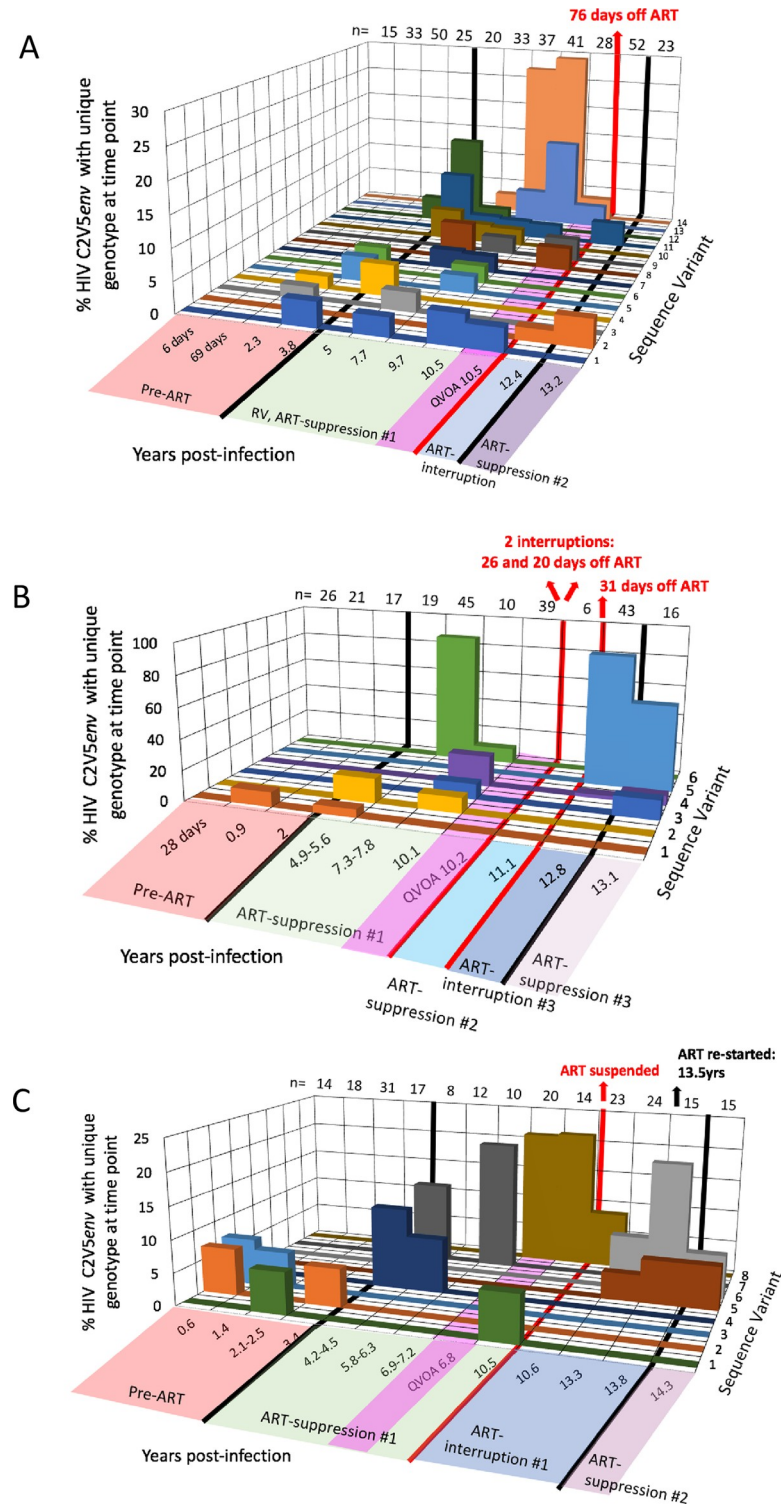 76 days off ART
A
n= 15 33 50 25 20 33 37 41 28 52 23
% HIV C2V5env with unique
genotype at time point
30
25
20
15
10
5
0
14
13
12
11
10
9
8
7
6
5
4
3
2
1
Sequence Variant
6 days
69 days
2.3
3.8
5
7.7
9.7
10.5
QVOA 10.5
12.4
13.2
Pre-ART
RV, ART-suppression #1
ART-
interruption
ART-
suppression #2
Years post-infection
2 interruptions:
26 and 20 days off ART
31 days off ART
B
n= 26 21 17 19 45 10 39 6 43 16
% HIV C2V5env with unique
genotype at time point
100
80
60
40
20
0
6
5
4
3
2
1
Sequence Variant
28 days
0.9
2
4.9-5.6
7.3-7.8
10.1
QVOA 10.2
11.1
12.8
13.1
Pre-ART
ART-suppression #1
ART-
suppression #2
ART-
interruption #3
ART-
suppression #3
Years post-infection
ART re-started:
13.5yrs
ART suspended
C
n= 14 18 31 17 8 12 10 20 14 23 24 15 15
% HIV C2V5env with unique
genotype at time point
25
20
15
10
5
0
8
7
6
5
4
3
2
1
Sequence Variant
0.6
1.4
2.1-2.5
3.4
4.2-4.5
5.8-6.3
6.9-7.2
QVOA 6.8
10.5
10.6
13.3
13.8
14.3
Pre-ART
ART-suppression #1
ART-
interruption #1
ART-
suppression #2
Years post-infection